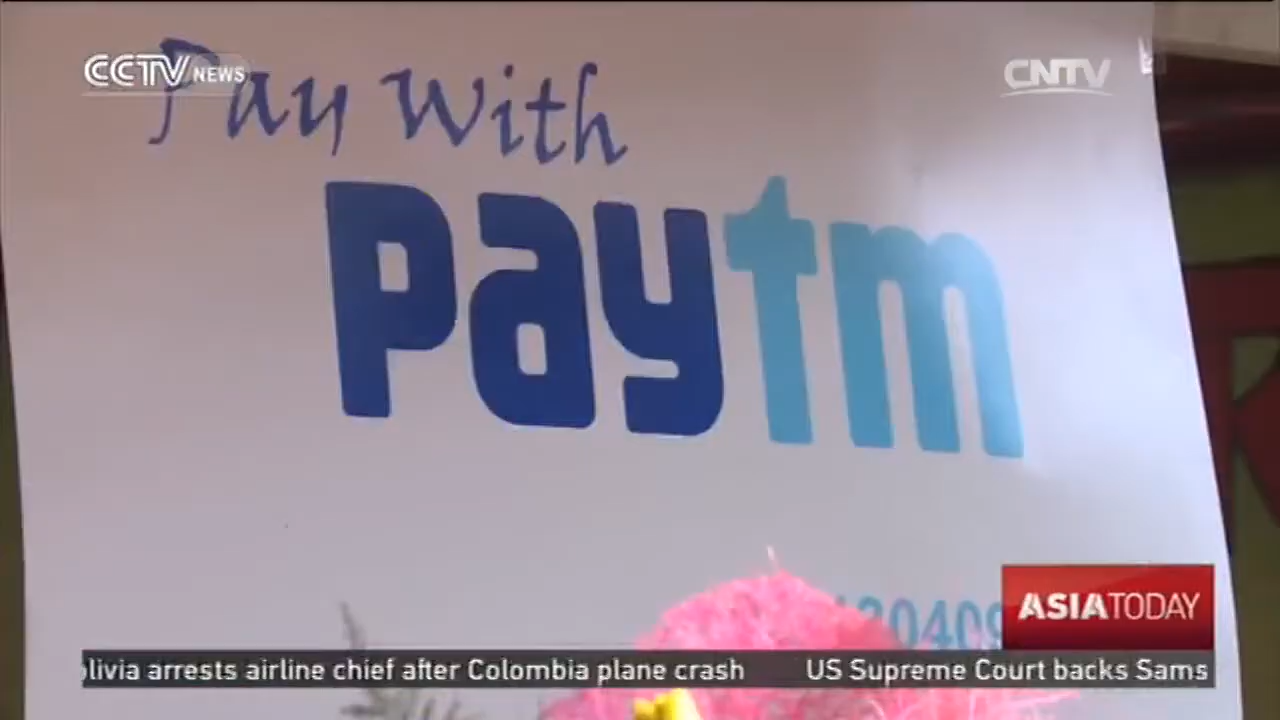 CCTV NEWS
CNTV
Pay With
paytm
ASIA TODAY
olivia arrests airline chief after Colombia plane crash US Supreme Court backs Sams